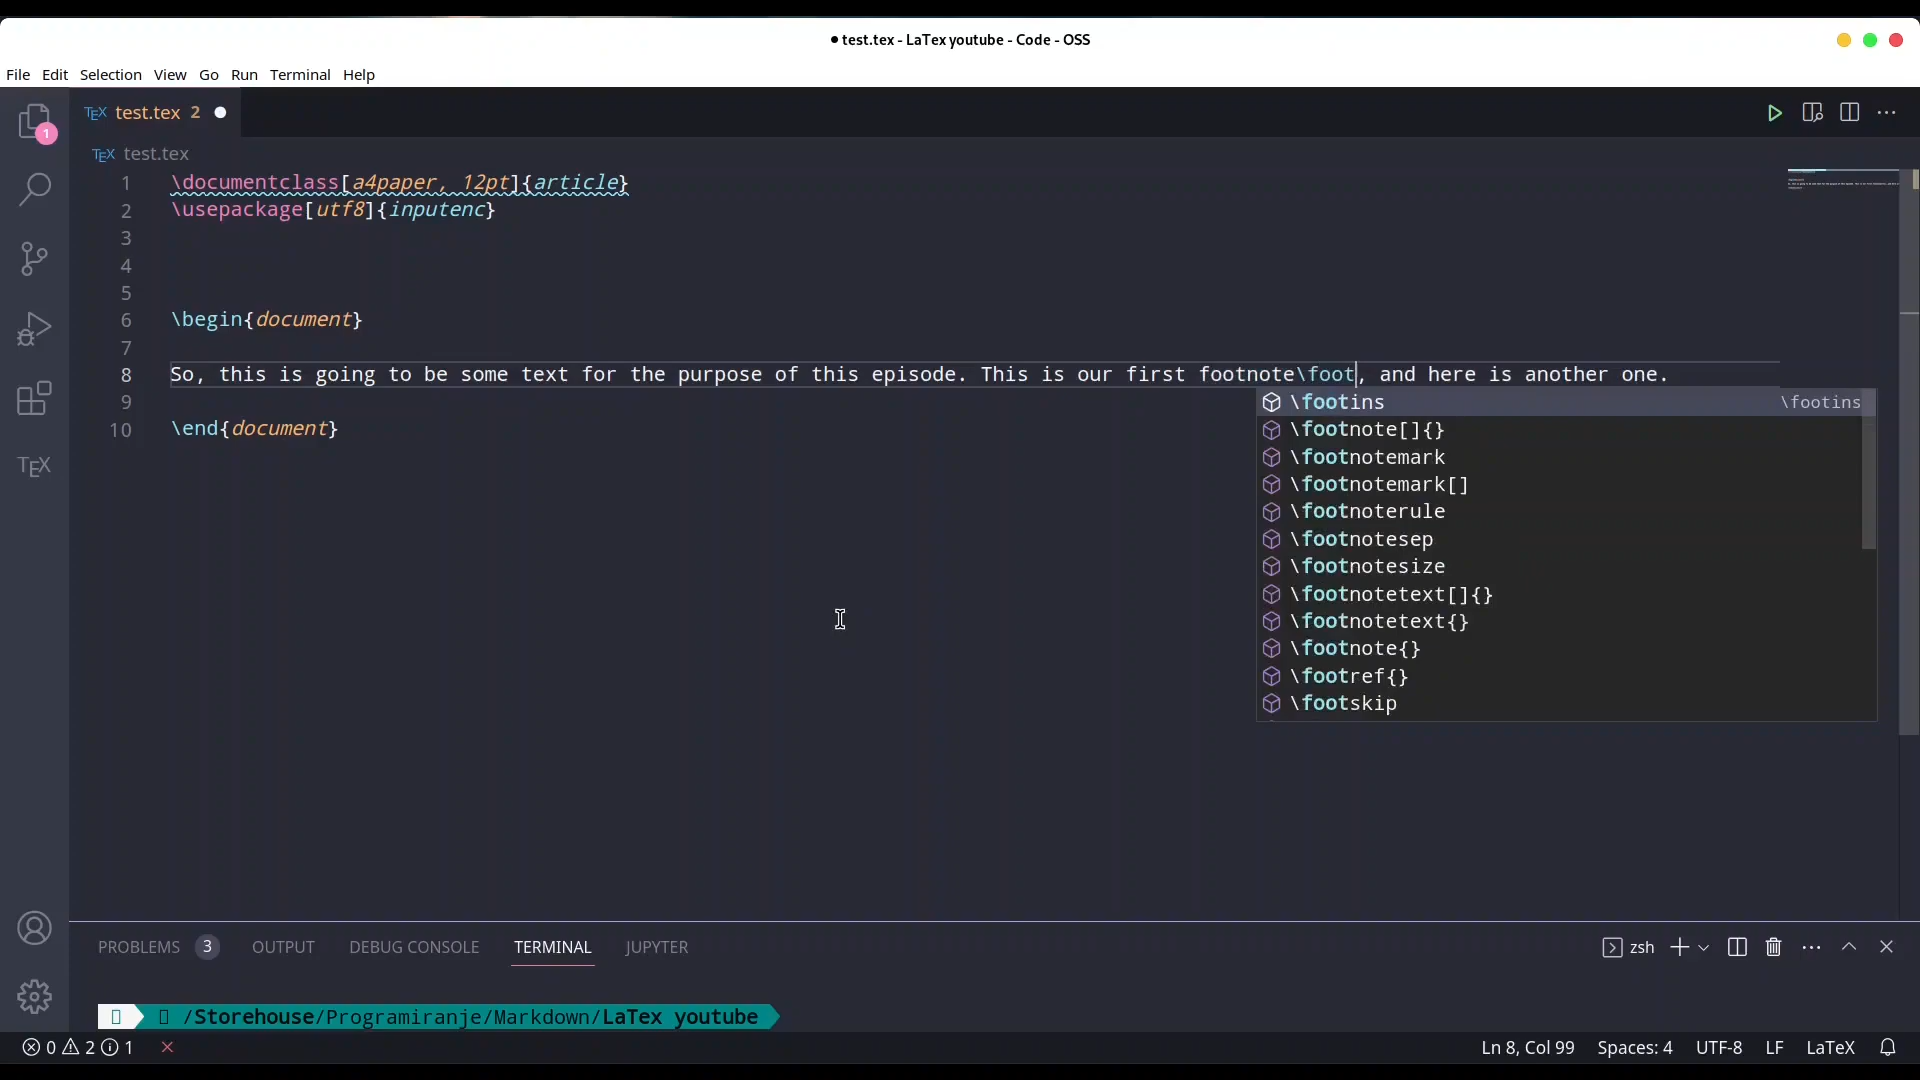 ● test.tex - LaTex youtube - Code - OSS
File Edit Selection View Go Run Terminal Help
1
TEX test.tex 2 ●
TEX test.tex
1 \documentclass[a4paper, 12pt]{article}
2 \usepackage[utf8]{inputenc}
3
4
5
6 \begin{document}
7
8 So, this is going to be some text for the purpose of this episode. This is our first footnote\foot, and here is another one.
9
10 \end{document}
\footins \footins
\footnote[]{}
\footnotemark
\footnotemark[]
\footnoterule
\footnotesep
\footnotesize
\footnotetext[]{}
\footnotetext{}
\footnote{}
\footref{}
\footskip
TEX
PROBLEMS 3 OUTPUT DEBUG CONSOLE TERMINAL JUPYTER zsh
/Storehouse/Programiranje/Markdown/LaTex youtube
0 2 1 Ln 8, Col 99 Spaces: 4 UTF-8 LF LaTeX